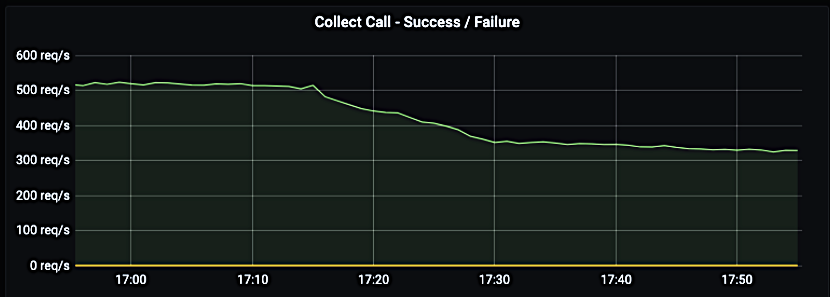 Collect Call - Success / Failure
600 req/s
500 req/s
400 req/s
300 req/s
200 req/s
100 req/s
0 req/s
17:00 17:10 17:20 17:30 17:40 17:50